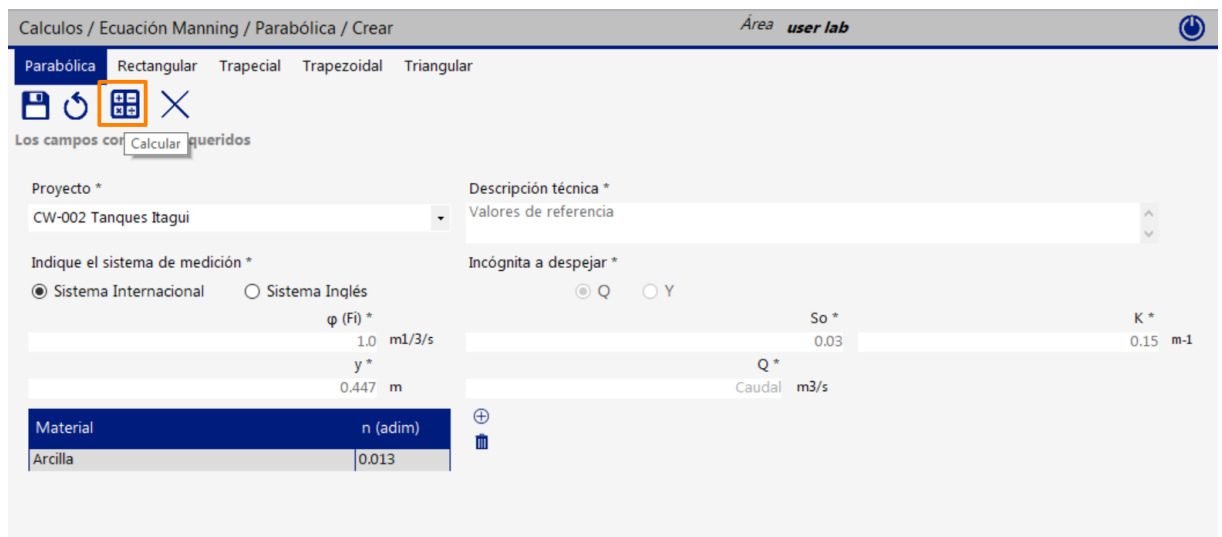 Calculos / Ecuación Manning / Parabólica / Crear Área user lab
Parabólica Rectangular Trapecial Trapezoidal Triangular
Los campos con queridos
Calcular
Proyecto * Descripción técnica *
CW-002 Tanques Itagui Valores de referencia
Indique el sistema de medición * Incógnita a despejar *
Sistema Internacional Sistema Inglés Q Y
φ (Fi) * So * K *
1.0 m1/3/s 0.03 0.15 m-1
y * Q *
0.447 m Caudal m3/s
Material n (adim)
Arcilla 0.013